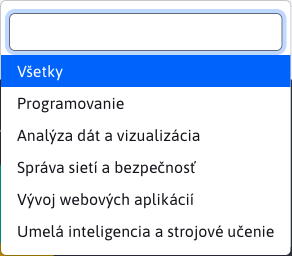 Všetky
Programovanie
Analýza dát a vizualizácia
Správa sietí a bezpečnosť
Vývoj webových aplikácií
Umelá inteligencia a strojové učenie